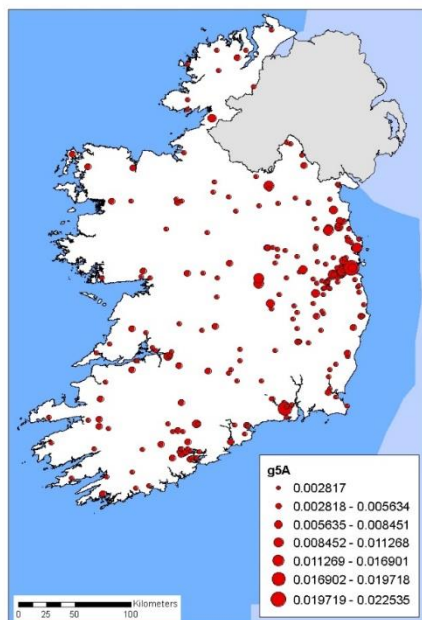 g5A
0.002817
0.002818 - 0.005634
0.005635 - 0.008451
0.008452 - 0.011268
0.011269 - 0.016901
0.016902 - 0.019718
0.019719 - 0.022535
Kilometers
0 25 50 100